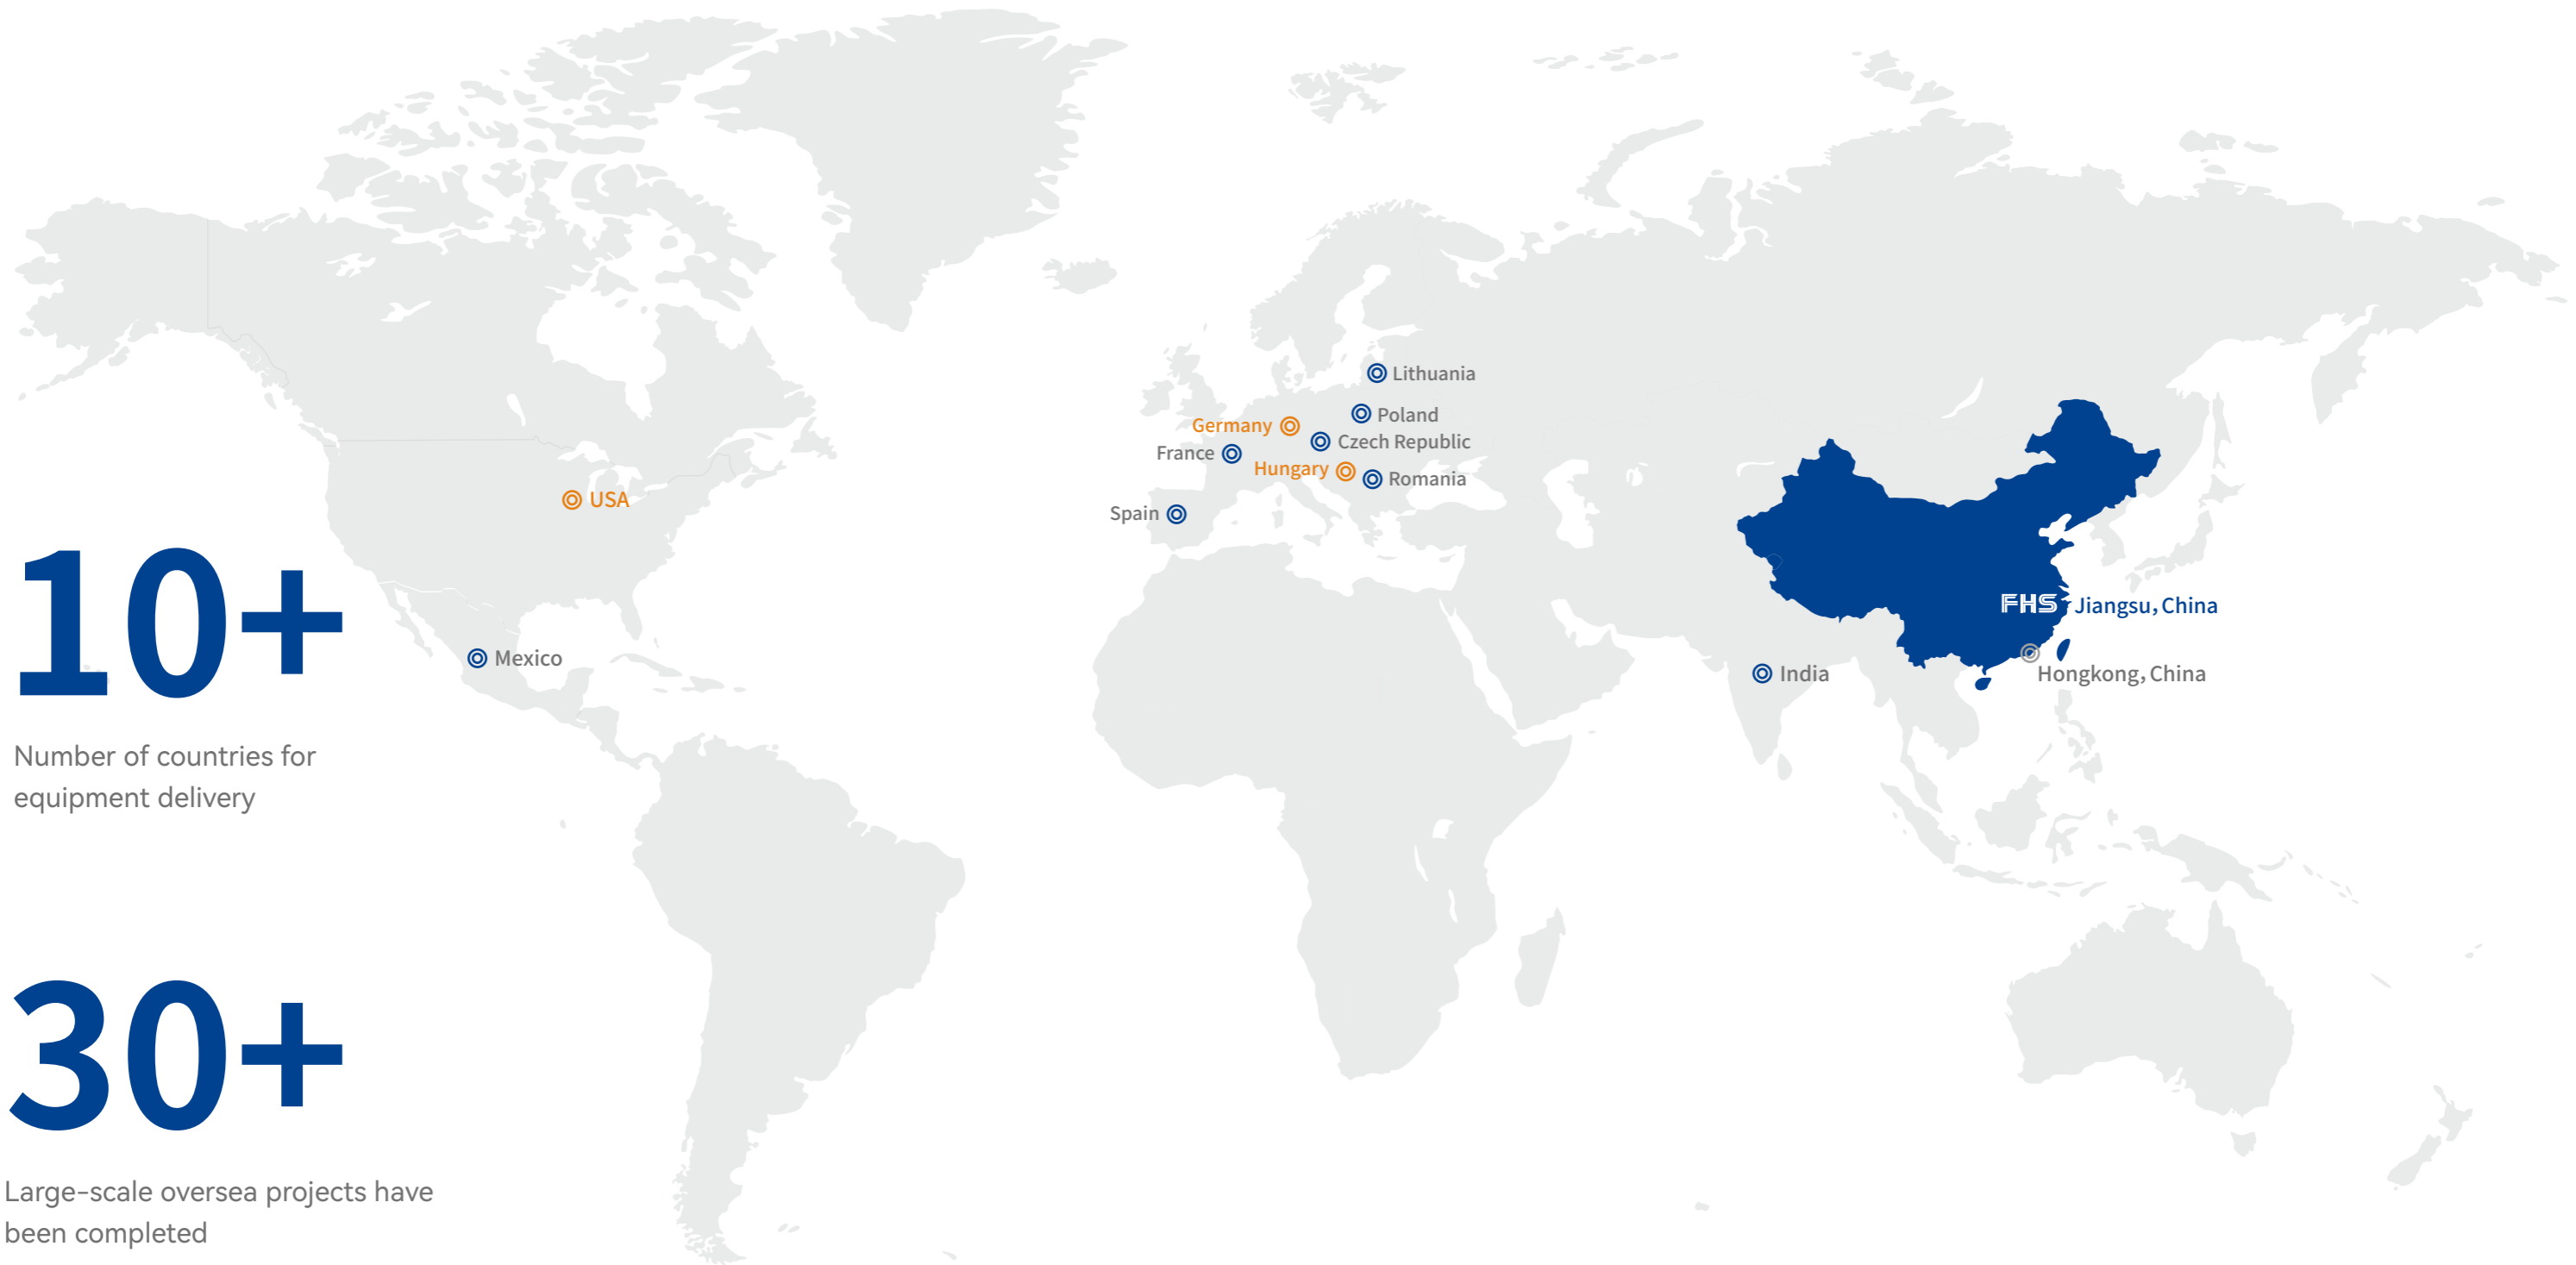 Lithuania
Poland
Germany
Czech Republic
France
Hungary
Romania
USA
Spain
10+
FHS
Jiangsu, China
Mexico
India
Hongkong, China
Number of countries for
equipment delivery
30+
Large-scale oversea projects have
been completed